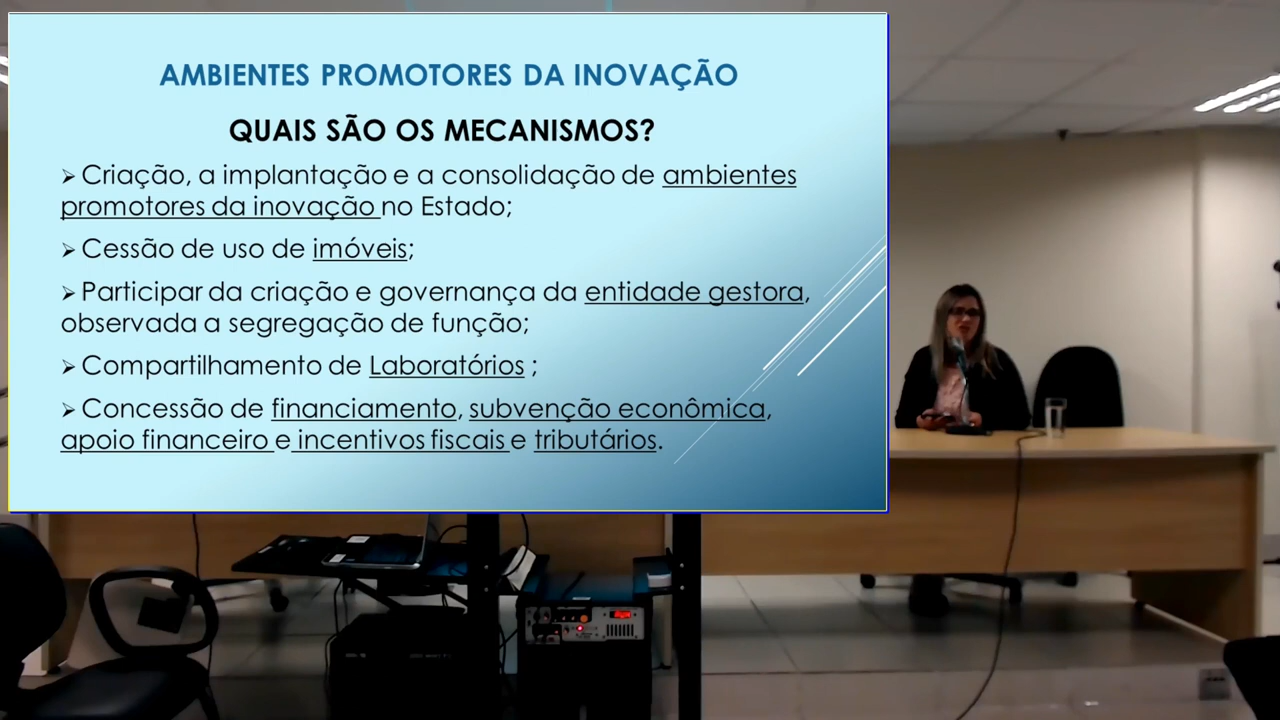 AMBIENTES PROMOTORES DA INOVAÇÃO
QUAIS SÃO OS MECANISMOS?
➢ Criação, a implantação e a consolidação de ambientes
promotores da inovação no Estado;
➢ Cessão de uso de imóveis;
➢ Participar da criação e governança da entidade gestora,
observada a segregação de função;
➢ Compartilhamento de Laboratórios ;
➢ Concessão de financiamento, subvenção econômica,
apoio financeiro e incentivos fiscais e tributários.